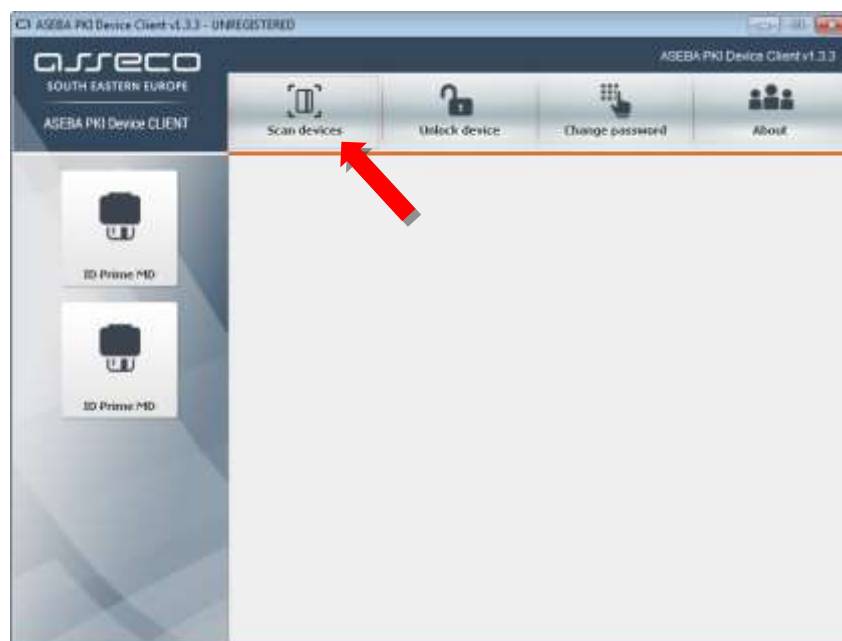 ASEBA PKI Device Client v1.3.3 - UNREGISTERED
asseco
SOUTH EASTERN EUROPE
ASEBA PKI Device CLIENT
ASEBA PKI Device Client v1.3.3
Scan devices
Unlock device
Change password
About
ID Prime MD
ID Prime MD